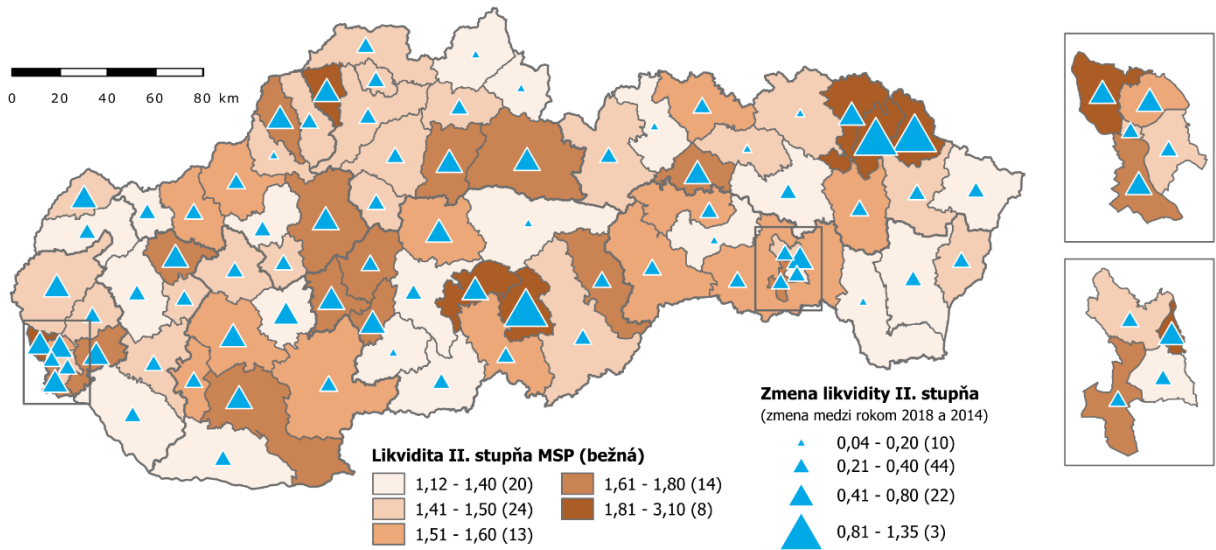 0 20 40 60 80 km
Likvidita II. stupňa MSP (bežná)
1,12 - 1,40 (20)
1,41 - 1,50 (24)
1,51 - 1,60 (13)
1,61 - 1,80 (14)
1,81 - 3,10 (8)
Zmena likvidity II. stupňa
(zmena medzi rokom 2018 a 2014)
0,04 - 0,20 (10)
0,21 - 0,40 (44)
0,41 - 0,80 (22)
0,81 - 1,35 (3)